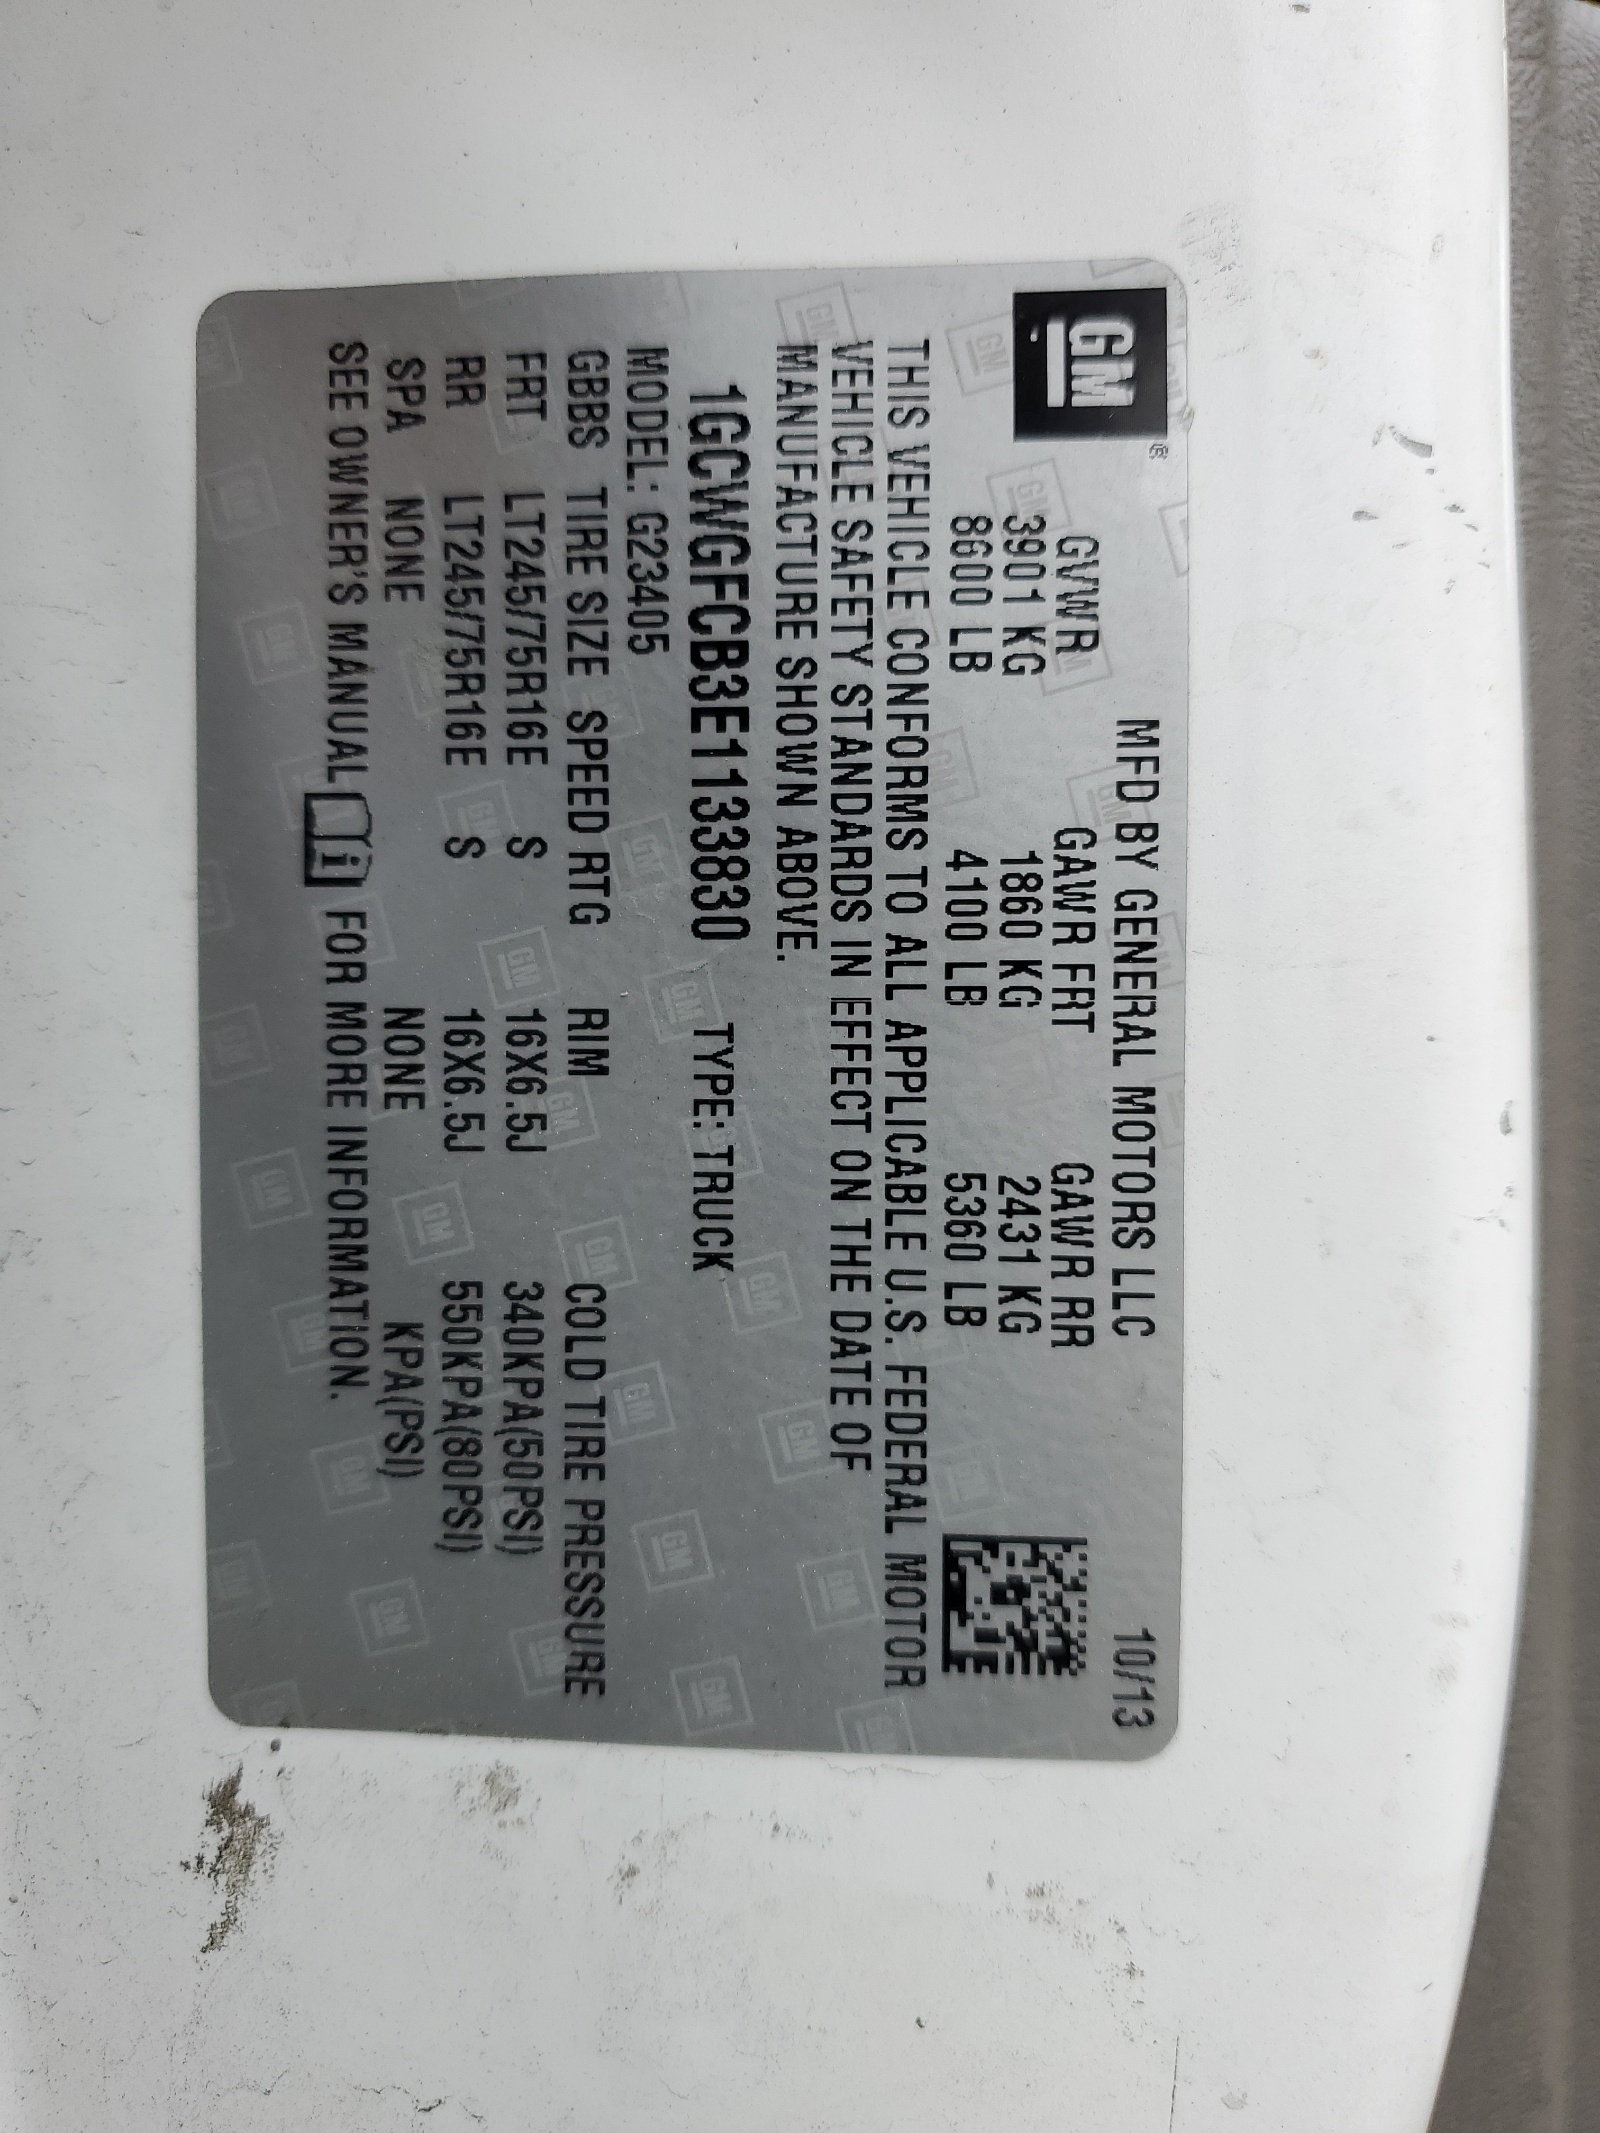 GM®
MFD BY GENERAL MOTORS LLC 10/13
GVWR GAWR FRT GAWR RR
3901 KG 1860 KG 2431 KG
8600 LB 4100 LB 5360 LB
THIS VEHICLE CONFORMS TO ALL APPLICABLE U.S. FEDERAL MOTOR
VEHICLE SAFETY STANDARDS IN EFFECT ON THE DATE OF
MANUFACTURE SHOWN ABOVE.
1GCWGFCB3E1133830 TYPE: TRUCK
MODEL: G23405
GBBS TIRE SIZE SPEED RTG RIM COLD TIRE PRESSURE
FRT LT245/75R16E S 16X6.5J 340KPA(50PSI)
RR LT245/75R16E S 16X6.5J 550KPA(80PSI)
SPA NONE NONE KPA(PSI)
SEE OWNER'S MANUAL i FOR MORE INFORMATION.